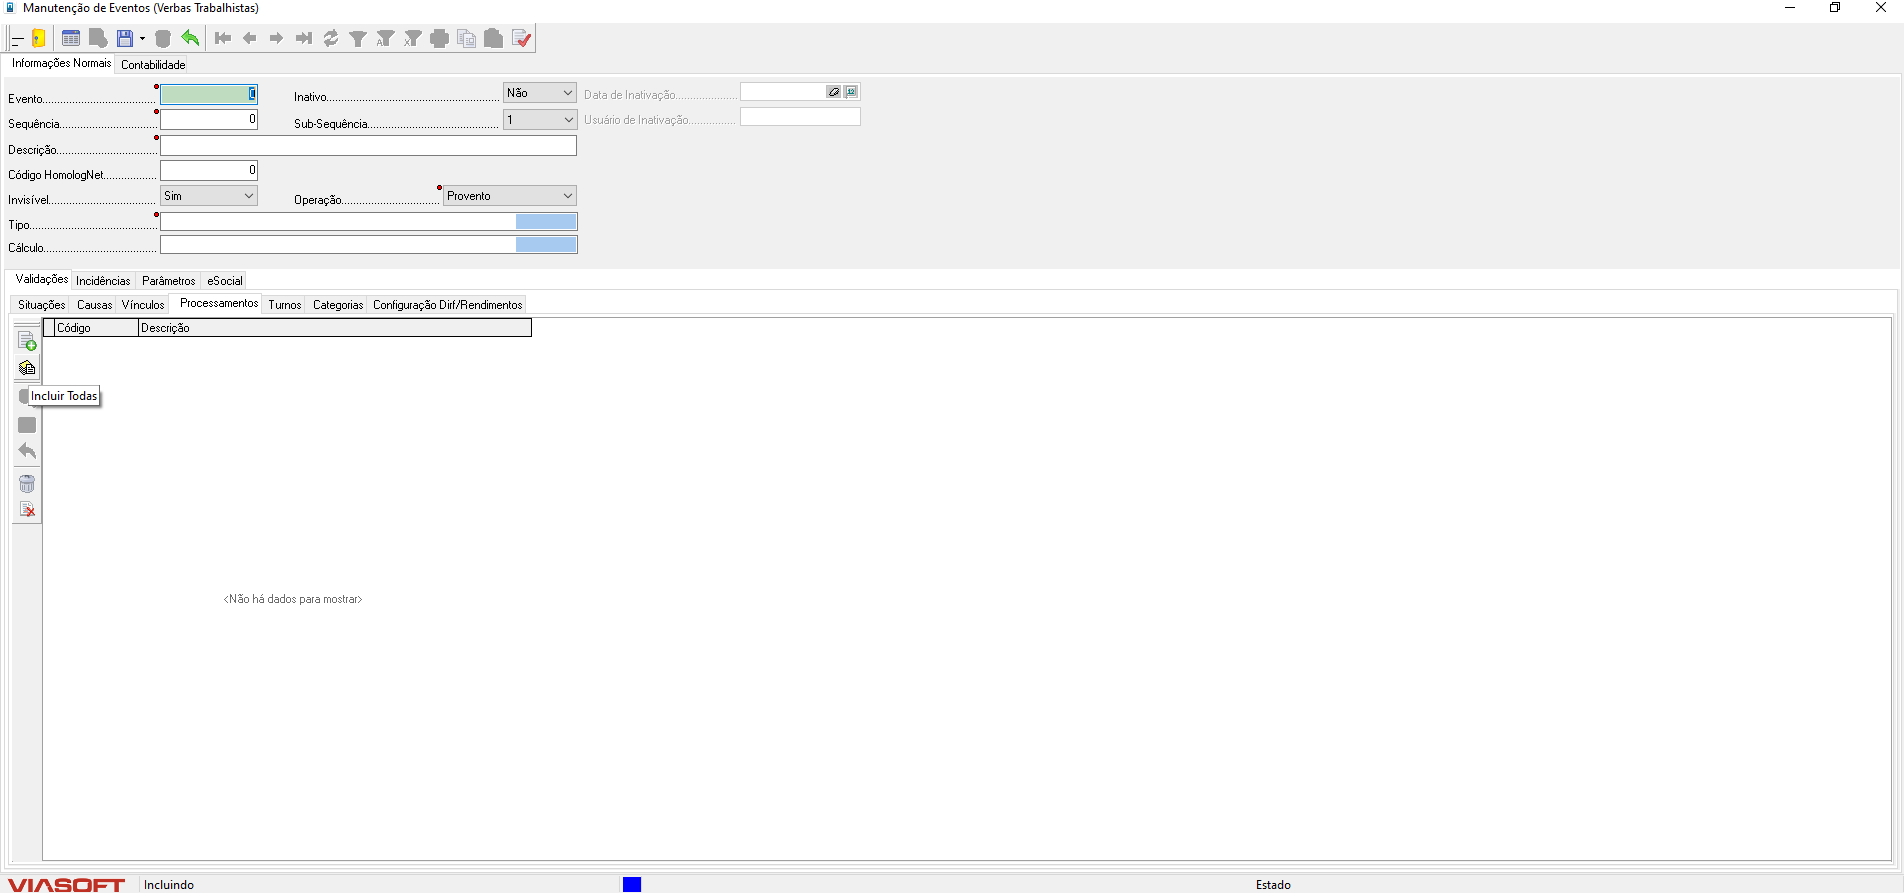 Manutenção de Eventos (Verbas Trabalhistas)
Informações Normais Contabilidade
Evento 0 Inativo Não Data de Inativação
Sequência 0 Sub-Sequência 1 Usuário de Inativação
Descrição
Código HomologNet 0
Invisível Sim Operação Provento
Tipo
Cálculo
Validações Incidências Parâmetros eSocial
Situações Causas Vínculos Processamentos Turnos Categorias Configuração Dirf/Rendimentos
Código Descrição
Incluir Todas
<Não há dados para mostrar>
VIASOFT Incluindo Estado